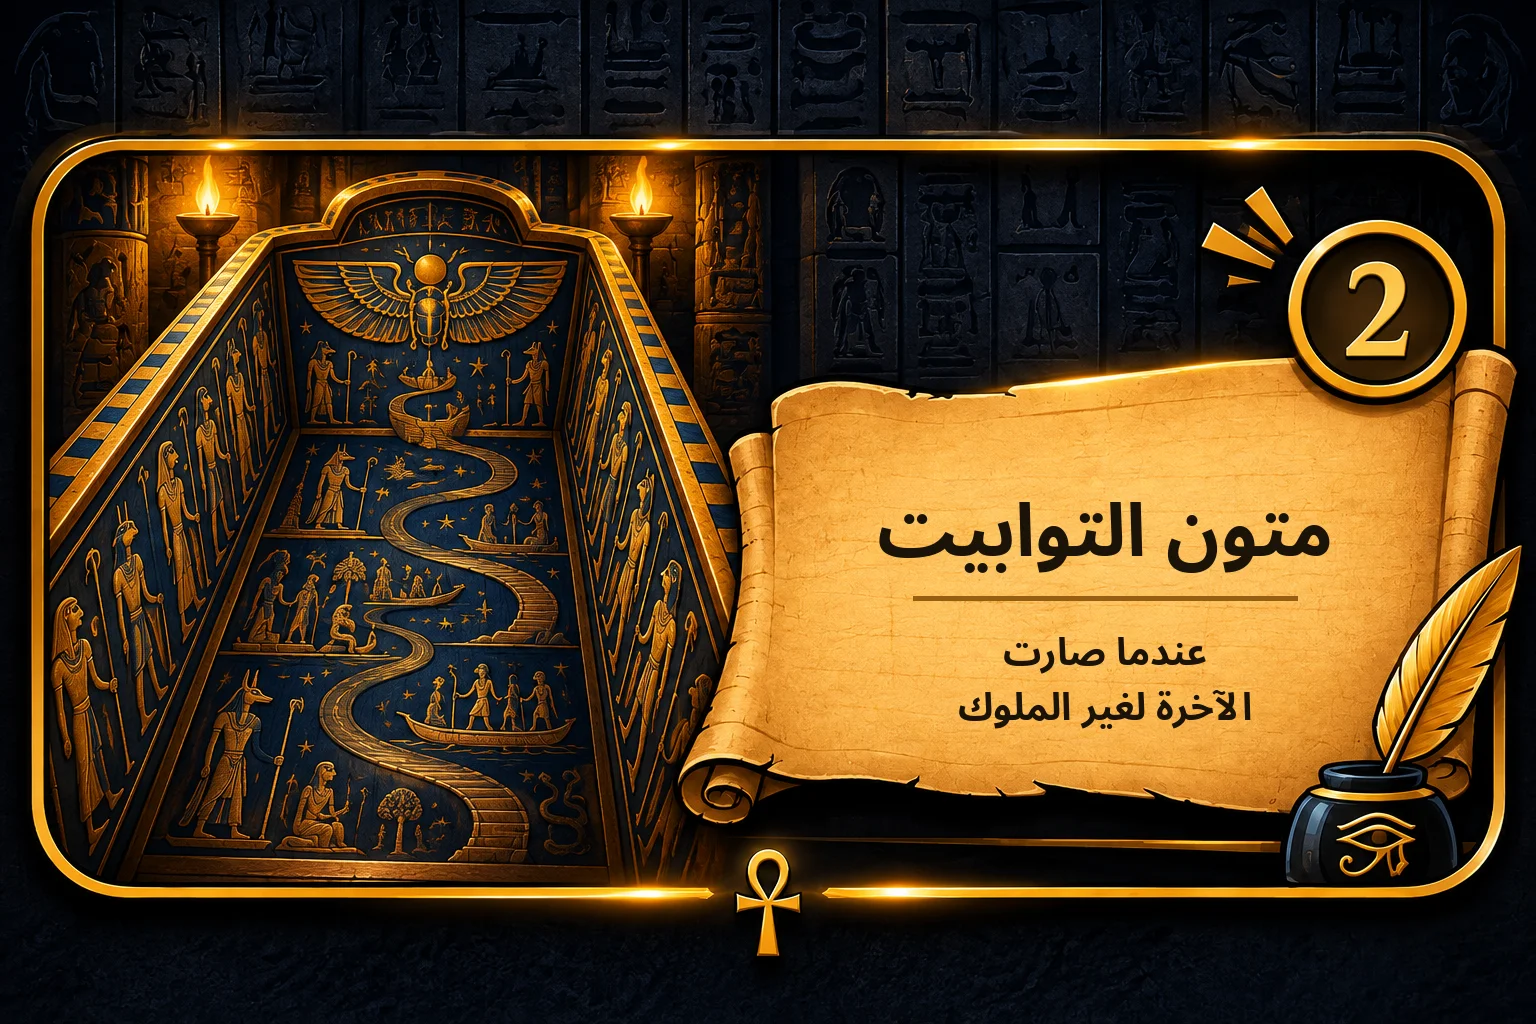 2
متون التوابيت
عندما صارت
الآخرة لغير الملوك